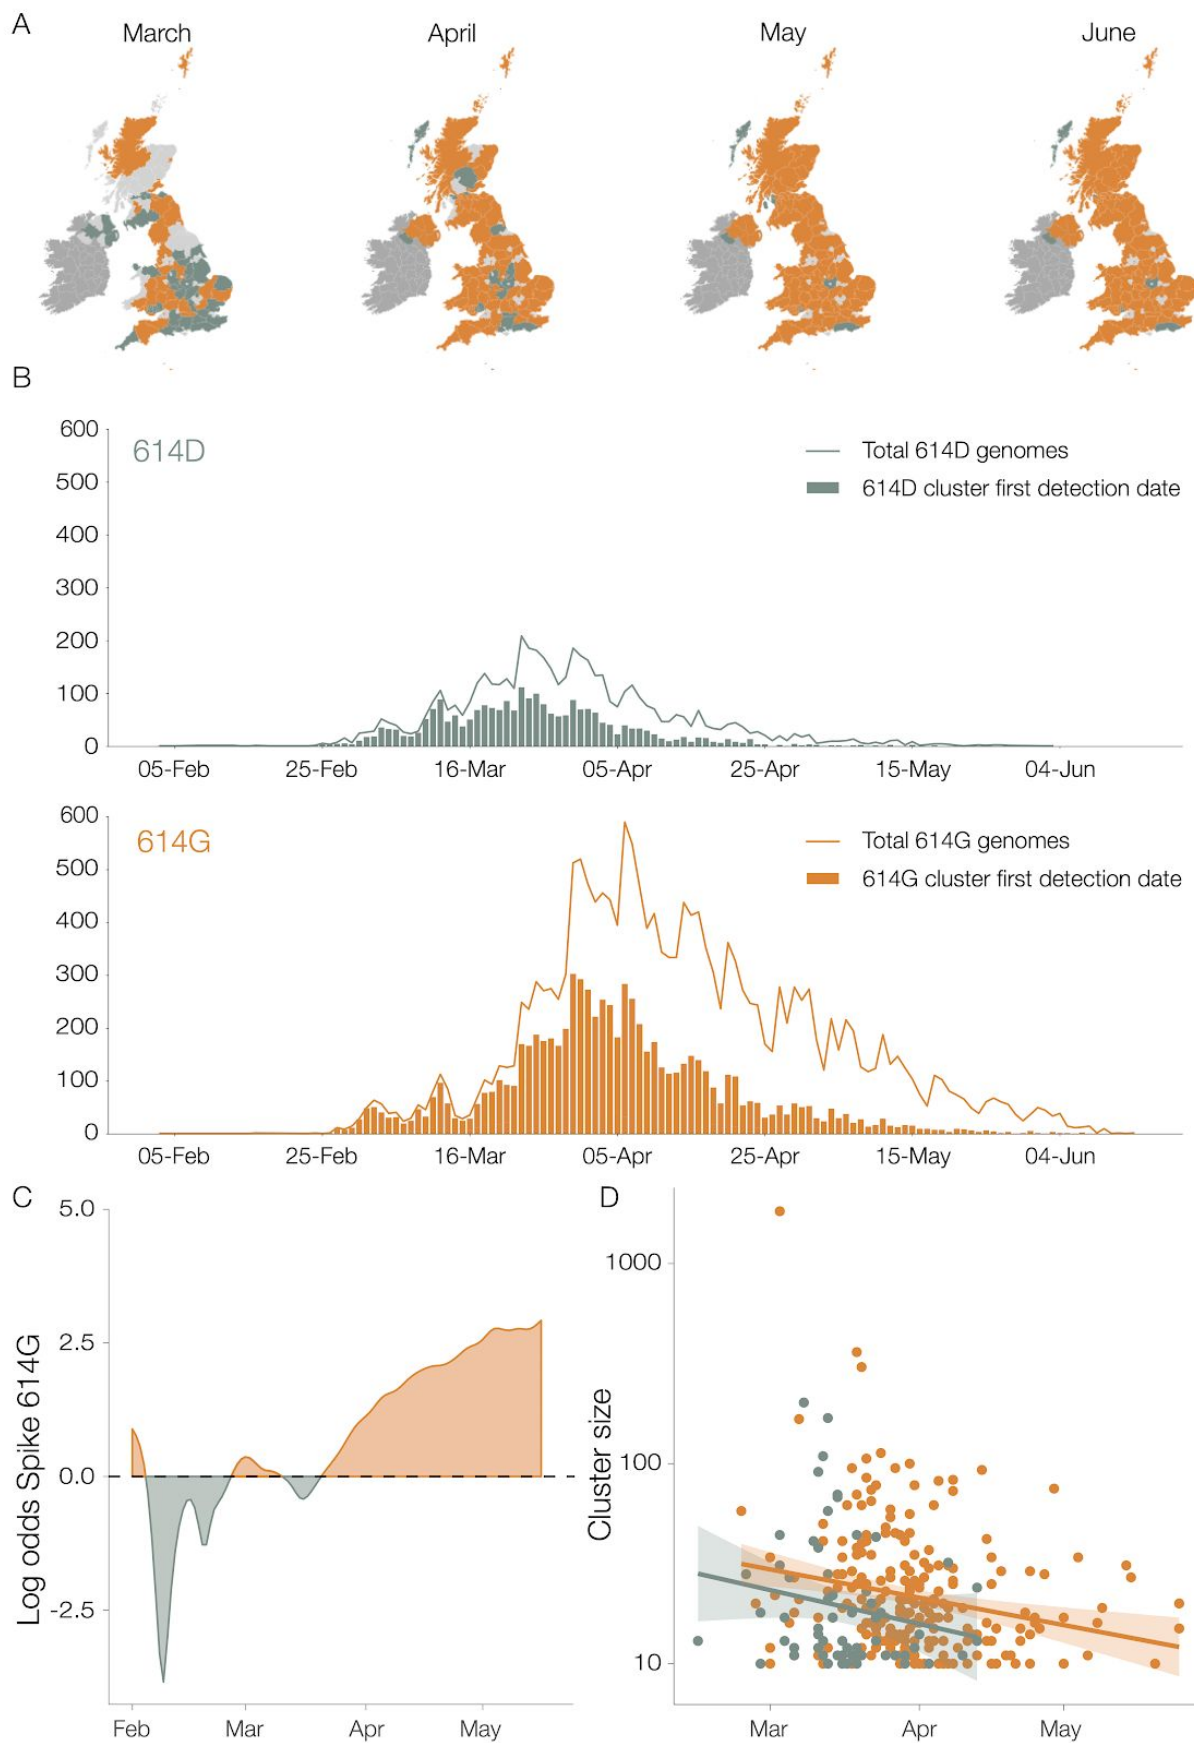 A
March April May June
B
600
614D
Total 614D genomes
500
614D cluster first detection date
400
300
200
100
0
05-Feb 25-Feb 16-Mar 05-Apr 25-Apr 15-May 04-Jun
600
614G
Total 614G genomes
500
614G cluster first detection date
400
300
200
100
0
05-Feb 25-Feb 16-Mar 05-Apr 25-Apr 15-May 04-Jun
C
5.0
2.5
0.0
-2.5
Log odds Spike 614G
Feb Mar Apr May
D
1000
100
10
Cluster size
Mar Apr May